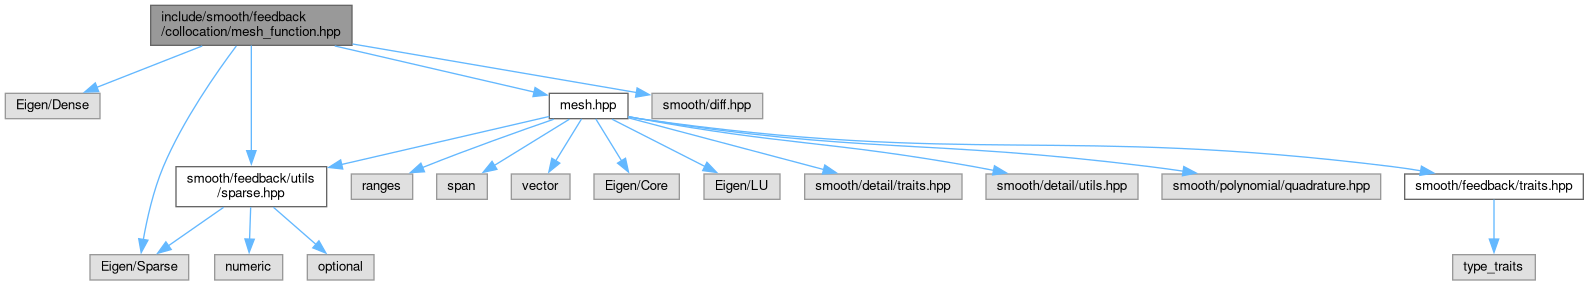 include/smooth/feedback
/collocation/mesh_function.hpp
Eigen/Dense
mesh.hpp
smooth/diff.hpp
smooth/feedback/utils
/sparse.hpp
ranges
span
vector
Eigen/Core
Eigen/LU
smooth/detail/traits.hpp
smooth/detail/utils.hpp
smooth/polynomial/quadrature.hpp
smooth/feedback/traits.hpp
Eigen/Sparse
numeric
optional
type_traits